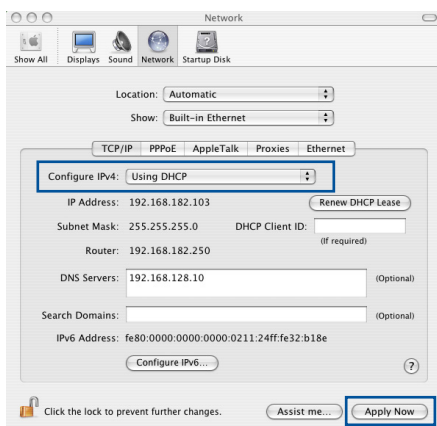 Network
Show All Displays Sound Network Startup Disk
Location: Automatic
Show: Built-in Ethernet
TCP/IP PPPoE AppleTalk Proxies Ethernet
Configure IPv4: Using DHCP
IP Address: 192.168.182.103 Renew DHCP Lease
Subnet Mask: 255.255.255.0 DHCP Client ID:
(If required)
Router: 192.168.182.250
DNS Servers: 192.168.128.10 (Optional)
Search Domains: (Optional)
IPv6 Address: fe80:0000:0000:0000:0211:24ff:fe32:b18e
Configure IPv6... ?
Click the lock to prevent further changes. Assist me... Apply Now